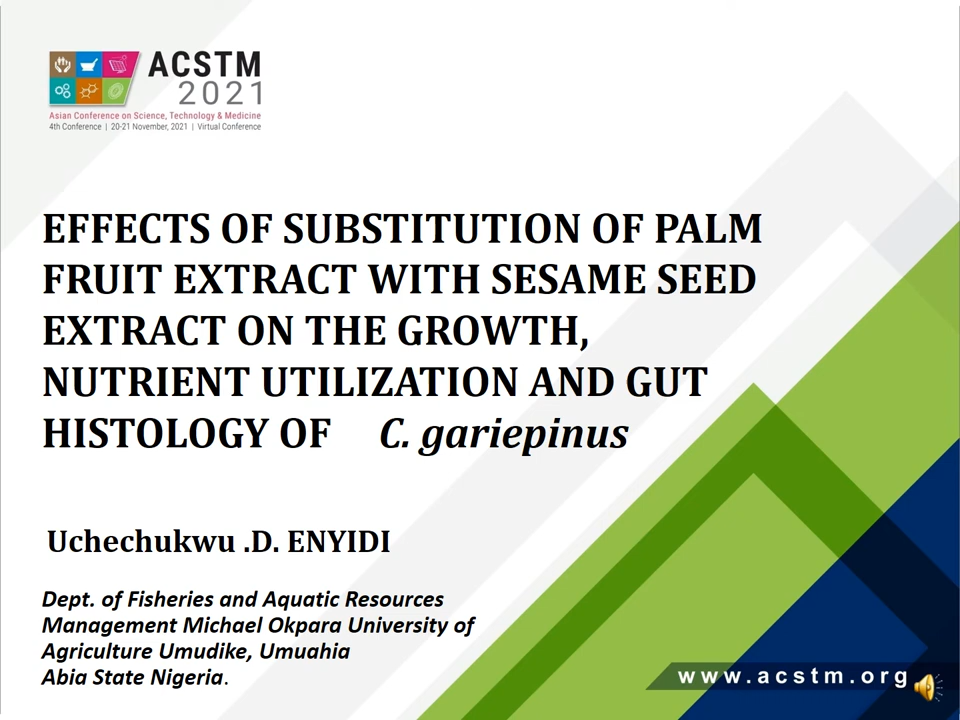 ACSTM
2021
Asian Conference on Science, Technology & Medicine
4th Conference | 20-21 November, 2021 | Virtual Conference
EFFECTS OF SUBSTITUTION OF PALM
FRUIT EXTRACT WITH SESAME SEED
EXTRACT ON THE GROWTH,
NUTRIENT UTILIZATION AND GUT
HISTOLOGY OF C. gariepinus
Uchechukwu .D. ENYIDI
Dept. of Fisheries and Aquatic Resources
Management Michael Okpara University of
Agriculture Umudike, Umuahia
Abia State Nigeria.
www.acstm.org